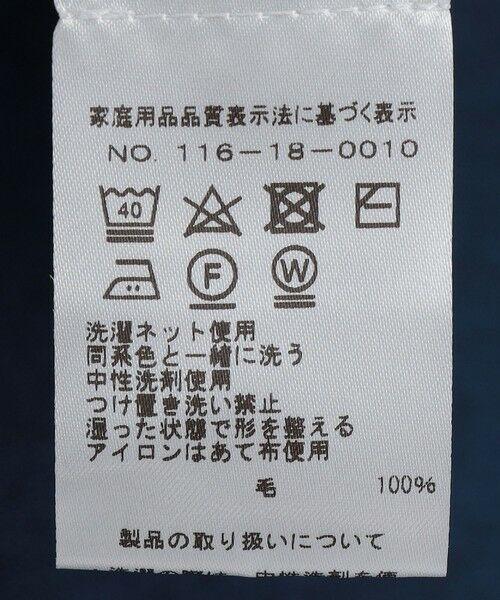 家庭用品品質表示法に基づく表示
NO. 116-18-0010
40
F W
洗濯ネット使用
同系色と一緒に洗う
中性洗剤使用
つけ置き洗い禁止
湿った状態で形を整える
アイロンはあて布使用
毛 100%
製品の取り扱いについて